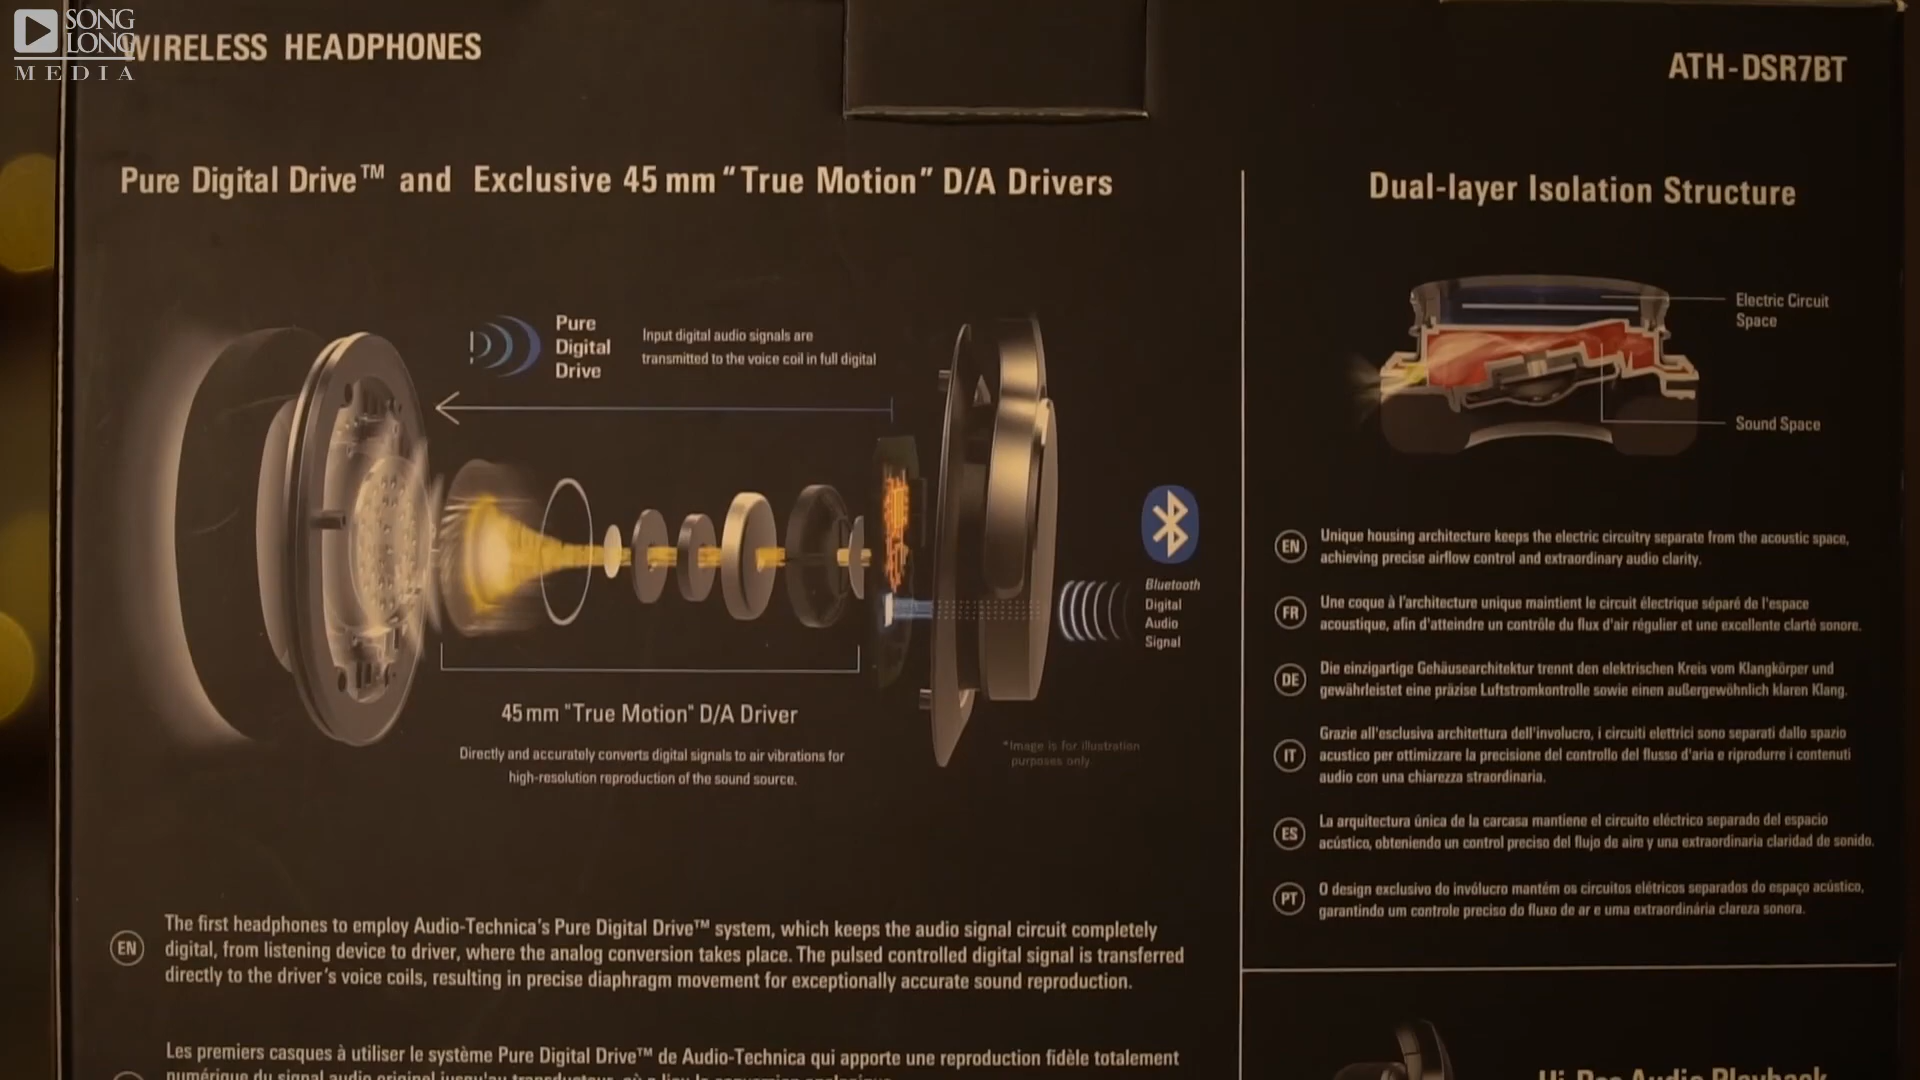 SONG
LONG
MEDIA
WIRELESS HEADPHONES
ATH-DSR7BT
Pure Digital Drive™ and Exclusive 45 mm “True Motion” D/A Drivers
Pure
Digital
Drive
Input digital audio signals are
transmitted to the voice coil in full digital
Bluetooth
Digital
Audio
Signal
45 mm "True Motion" D/A Driver
Directly and accurately converts digital signals to air vibrations for
high-resolution reproduction of the sound source.
*Image is for illustration
purposes only
EN
The first headphones to employ Audio-Technica's Pure Digital Drive™ system, which keeps the audio signal circuit completely
digital, from listening device to driver, where the analog conversion takes place. The pulsed controlled digital signal is transferred
directly to the driver's voice coils, resulting in precise diaphragm movement for exceptionally accurate sound reproduction.
Les premiers casques à utiliser le système Pure Digital Drive™ de Audio-Technica qui apporte une reproduction fidèle totalement
numérique du signal audio
Dual-layer Isolation Structure
Electric Circuit
Space
Sound Space
EN
Unique housing architecture keeps the electric circuitry separate from the acoustic space,
achieving precise airflow control and extraordinary audio clarity.
FR
Une coque à l'architecture unique maintient le circuit électrique séparé de l'espace
acoustique, afin d'atteindre un contrôle du flux d'air régulier et une excellente clarté sonore.
DE
Die einzigartige Gehäusearchitektur trennt den elektrischen Kreis vom Klangkörper und
gewährleistet eine präzise Luftstromkontrolle sowie einen außergewöhnlich klaren Klang.
IT
Grazie all'esclusiva architettura dell'involucro, i circuiti elettrici sono separati dallo spazio
acustico per ottimizzare la precisione del controllo del flusso d'aria e riprodurre i contenuti
audio con una chiarezza straordinaria.
ES
La arquitectura única de la carcasa mantiene el circuito eléctrico separado del espacio
acústico, obteniendo un control preciso del flujo de aire y una extraordinaria claridad de sonido.
PT
O design exclusivo do invólucro mantém os circuitos elétricos separados do espaço acústico,
garantindo um controle preciso do fluxo de ar e uma extraordinária clareza sonora.
Hi-Res Audio Playback